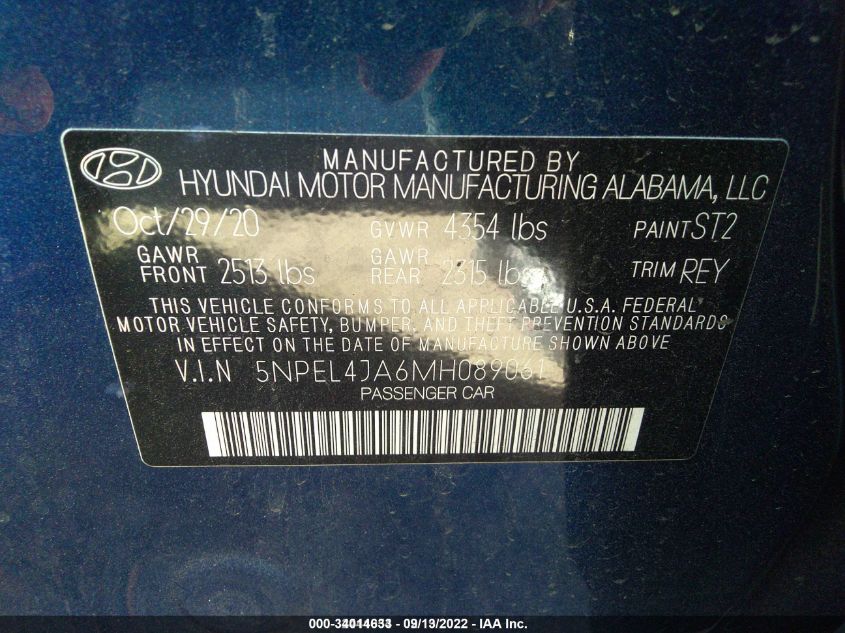 MANUFACTURED BY
HYUNDAI MOTOR MANUFACTURING ALABAMA, LLC
Oct/29/20 GVWR 4354 lbs PAINT ST2
GAWR FRONT 2513 lbs GAWR REAR 2315 lbs TRIM REY
THIS VEHICLE CONFORMS TO ALL APPLICABLE U.S.A. FEDERAL
MOTOR VEHICLE SAFETY, BUMPER, AND THEFT PREVENTION STANDARDS
IN EFFECT ON THE DATE OF MANUFACTURE SHOWN ABOVE.
V.I.N 5NPEL4JA6MH089061
PASSENGER CAR
- 09/13/2022 - IAA Inc.